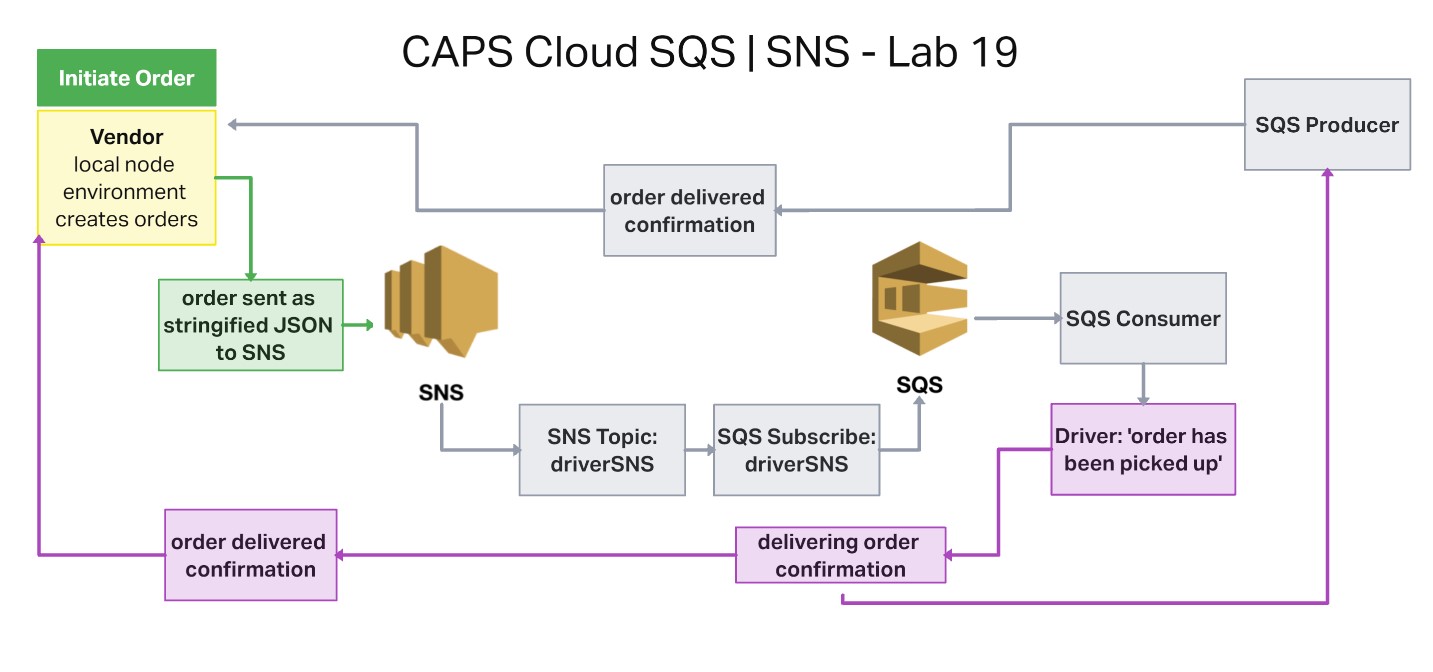 CAPS Cloud SQS | SNS - Lab 19
Initiate Order
Vendor
local node
environment
creates orders
SQS Producer
order delivered
confirmation
order sent as
stringified JSON
to SNS
SNS
SQS
SQS Consumer
SNS Topic:
driverSNS
SQS Subscribe:
driverSNS
Driver: 'order has
been picked up'
order delivered
confirmation
delivering order
confirmation